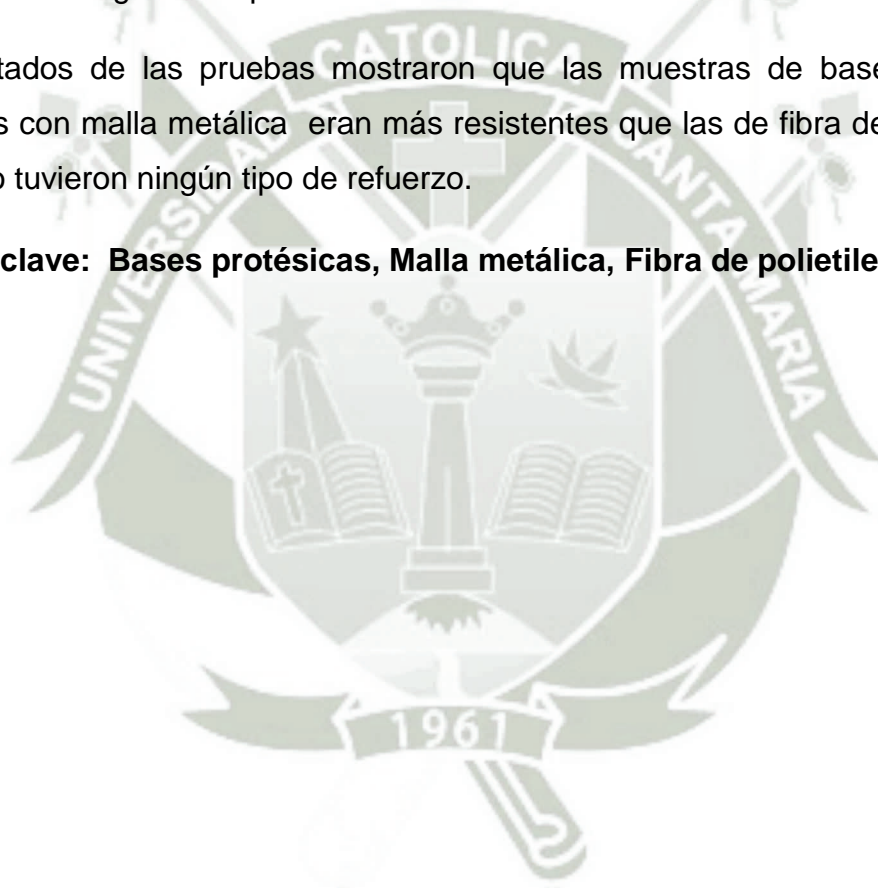 tados de las pruebas mostraron que las muestras de base
s con malla metálica eran más resistentes que las de fibra de
o tuvieron ningún tipo de refuerzo.
clave: Bases protésicas, Malla metálica, Fibra de polietile
UNIVERSIDAD CATOLICA SANTA MARIA
1961